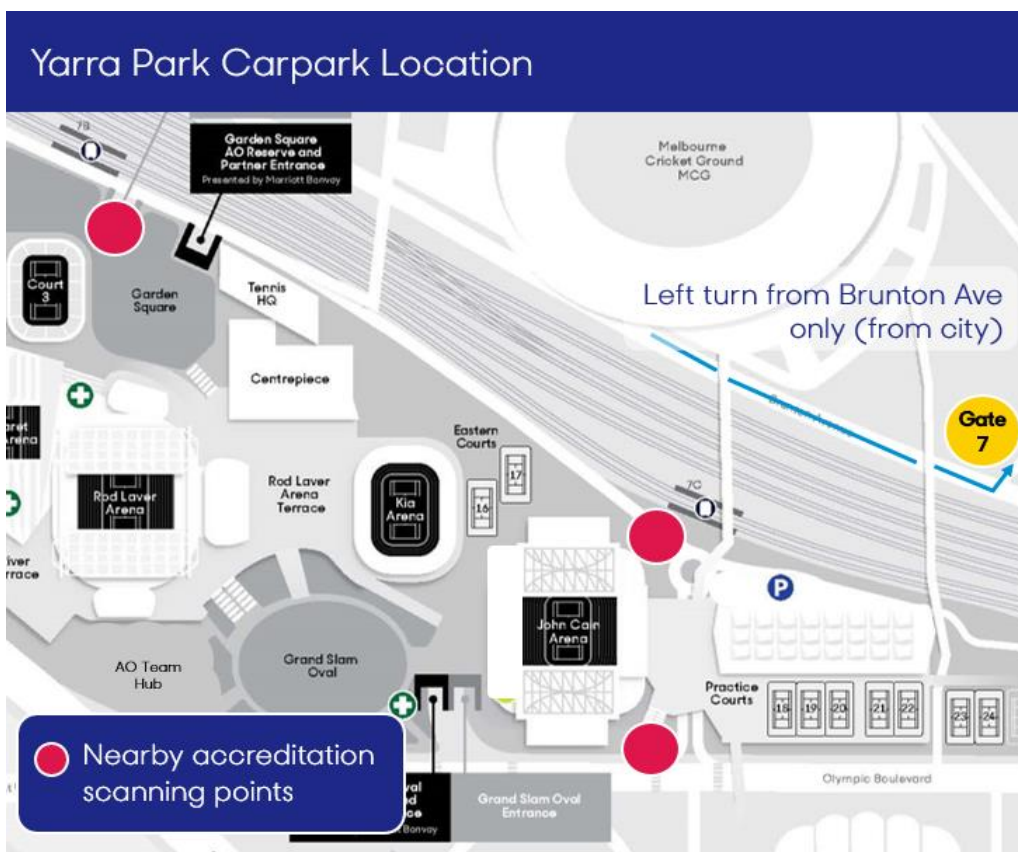 Yarra Park Carpark Location
7B
Garden Square
AO Reserve and
Partner Entrance
Presented by Marriott Bonvoy
Melbourne
Cricket Ground
MCG
Court
3
Garden
Square
Tennis
HQ
Left turn from Brunton Ave
only (from city)
Centrepiece
Brunton Avenue
Gate
7
Eastern
Courts
17
16
Rod Laver
Arena
Rod Laver
Arena
Terrace
Kia
Arena
7C
P
John Cain
Arena
AO Team
Hub
Grand Slam
Oval
Practice
Courts
18
19
20
21
22
23
24
Nearby accreditation
scanning points
Olympic Boulevard
Grand Slam Oval
Entrance
Bonvoy